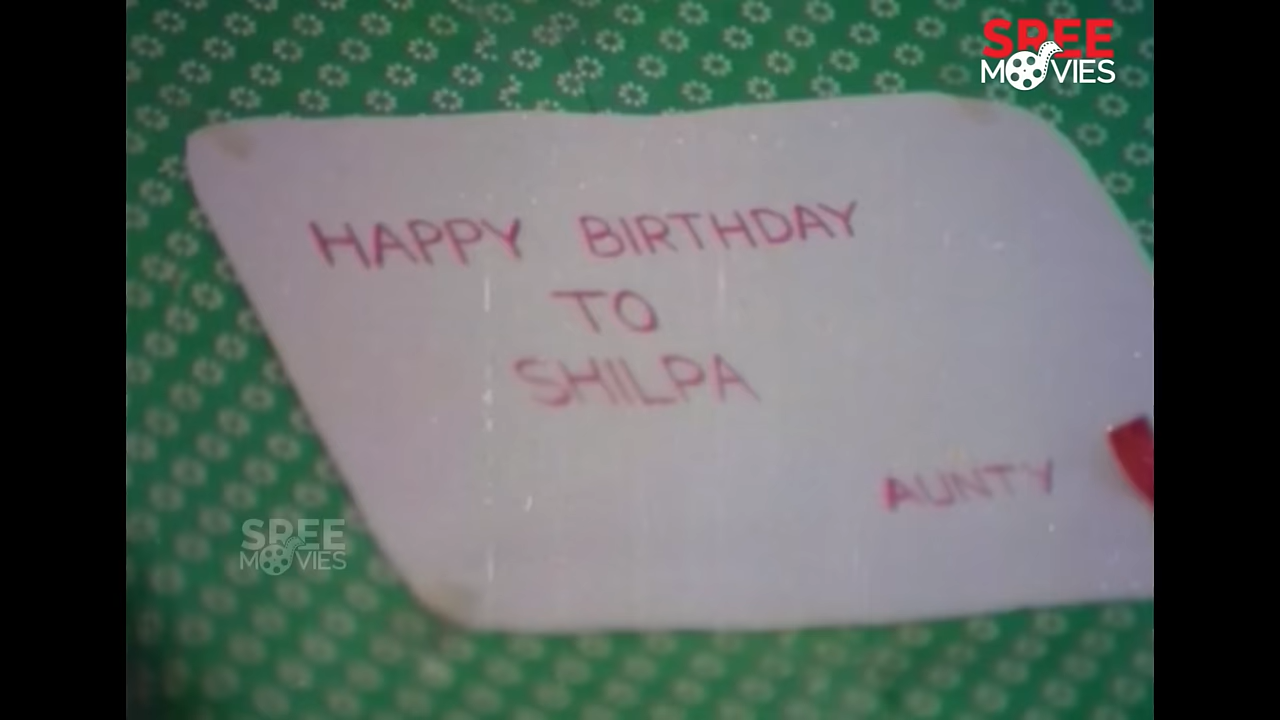 SREE
MOVIES
HAPPY BIRTHDAY
TO
SHILPA
AUNTY
SREE
MOVIES